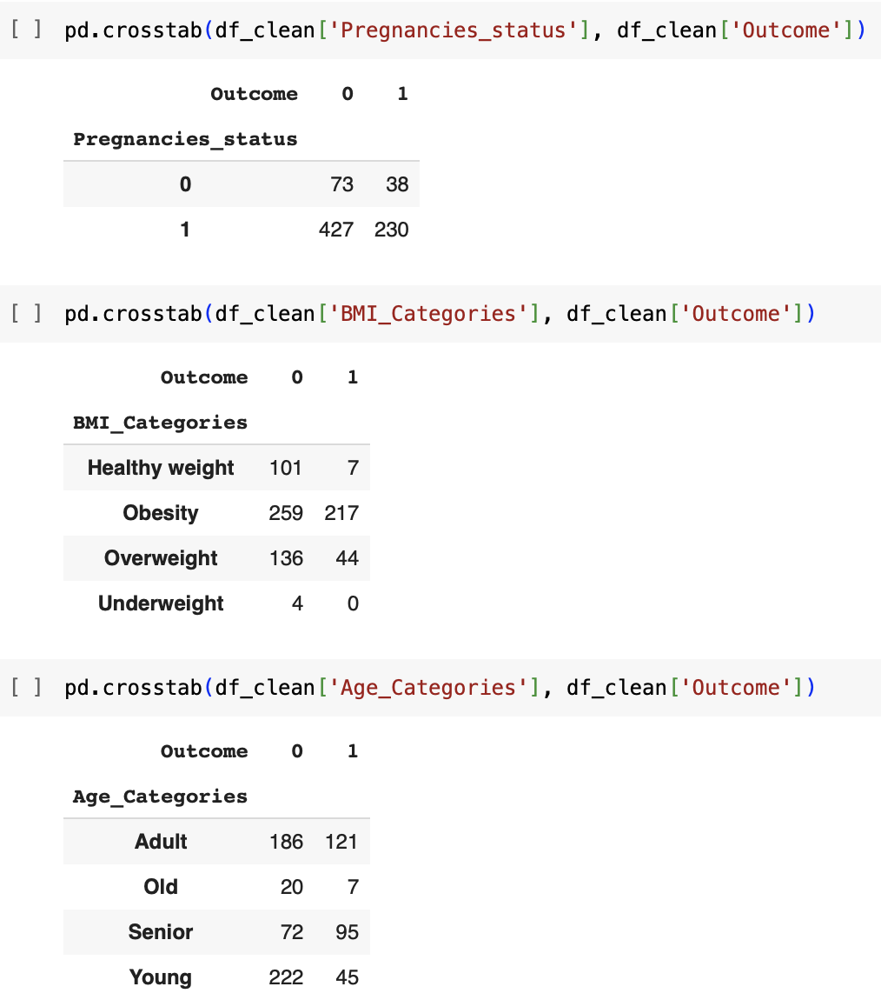 [ ] pd.crosstab(df_clean['Pregnancies_status'], df_clean['Outcome'])
Outcome 0 1
Pregnancies_status
0 73 38
1 427 230
[ ] pd.crosstab(df_clean['BMI_Categories'], df_clean['Outcome'])
Outcome 0 1
BMI_Categories
Healthy weight 101 7
Obesity 259 217
Overweight 136 44
Underweight 4 0
[ ] pd.crosstab(df_clean['Age_Categories'], df_clean['Outcome'])
Outcome 0 1
Age_Categories
Adult 186 121
Old 20 7
Senior 72 95
Young 222 45